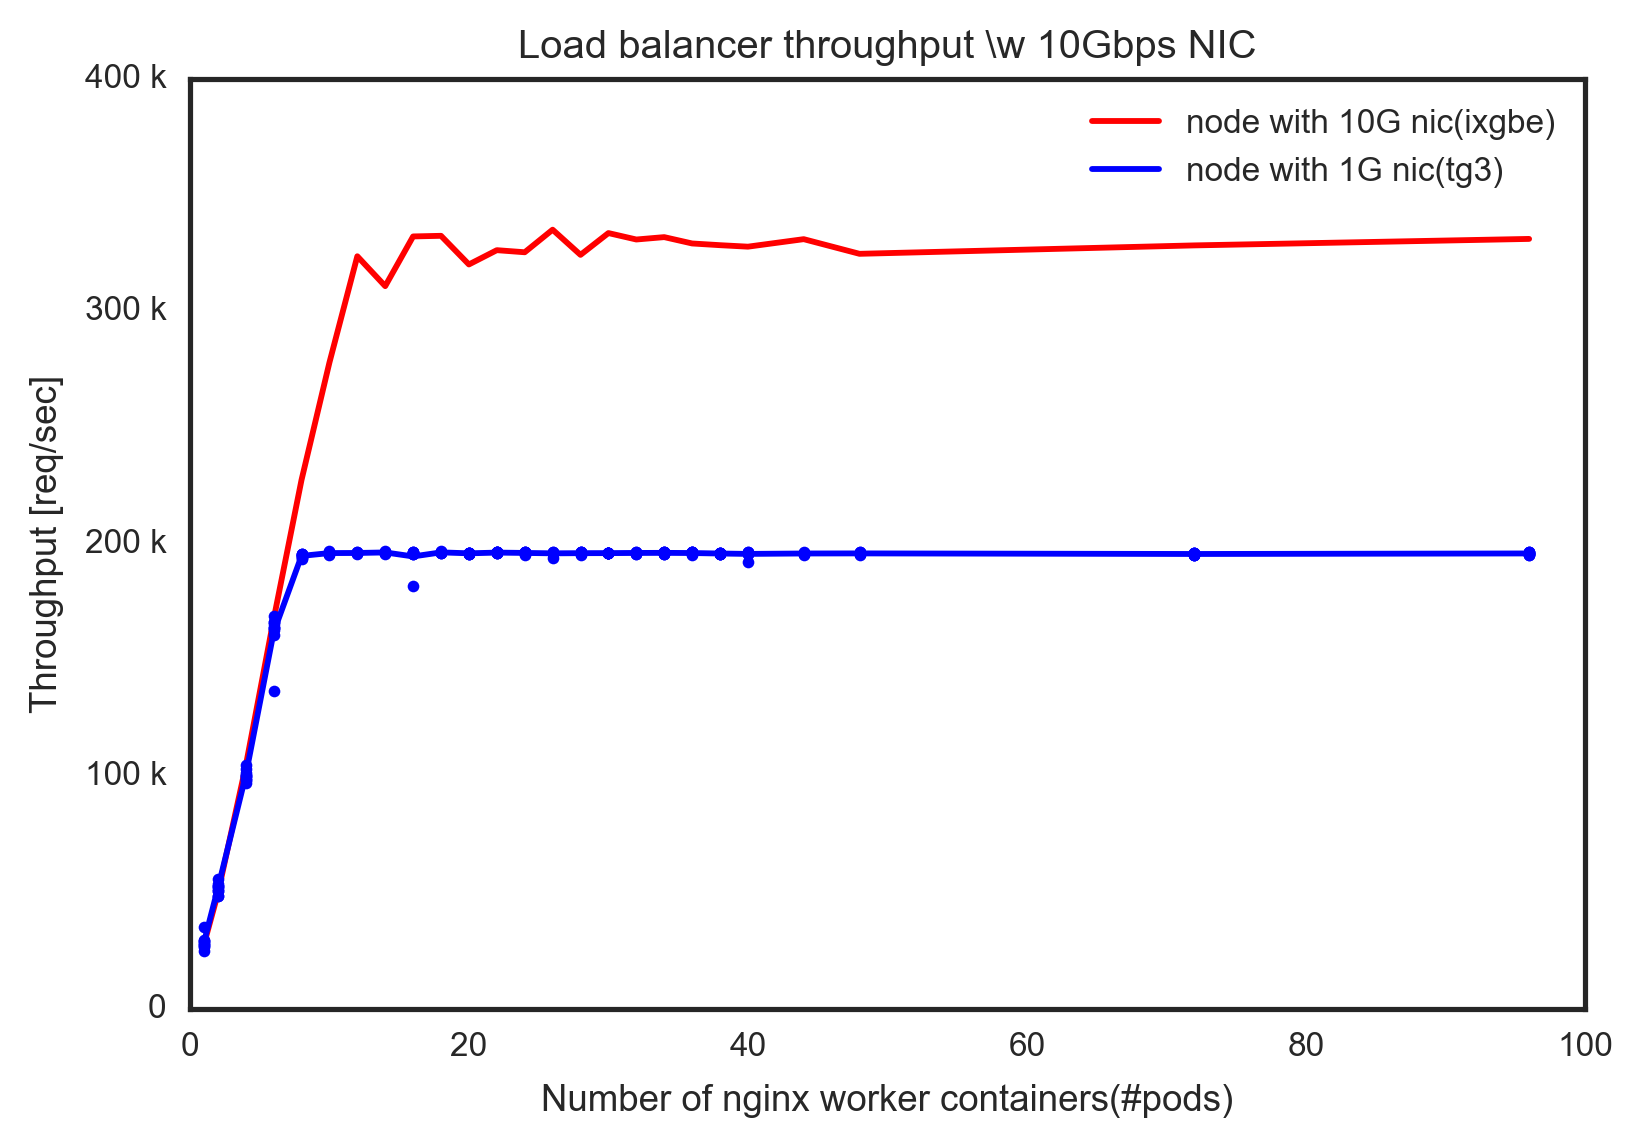 Load balancer throughput \w 10Gbps NIC
400 k
300 k
200 k
100 k
0
Throughput [req/sec]
node with 10G nic(ixgbe)
node with 1G nic(tg3)
0 20 40 60 80 100
Number of nginx worker containers(#pods)